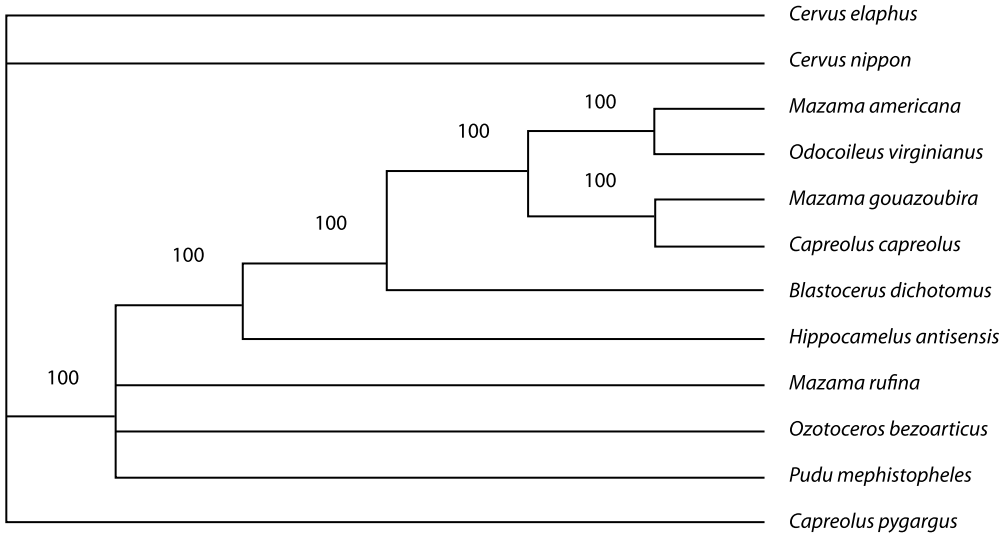 Cervus elaphus
Cervus nippon
100
Mazama americana
100
Odocoileus virginianus
100
Mazama gouazoubira
100
Capreolus capreolus
100
Blastocerus dichotomus
Hippocamelus antisensis
100
Mazama rufina
Ozotoceros bezoarticus
Pudu mephistopheles
Capreolus pygargus